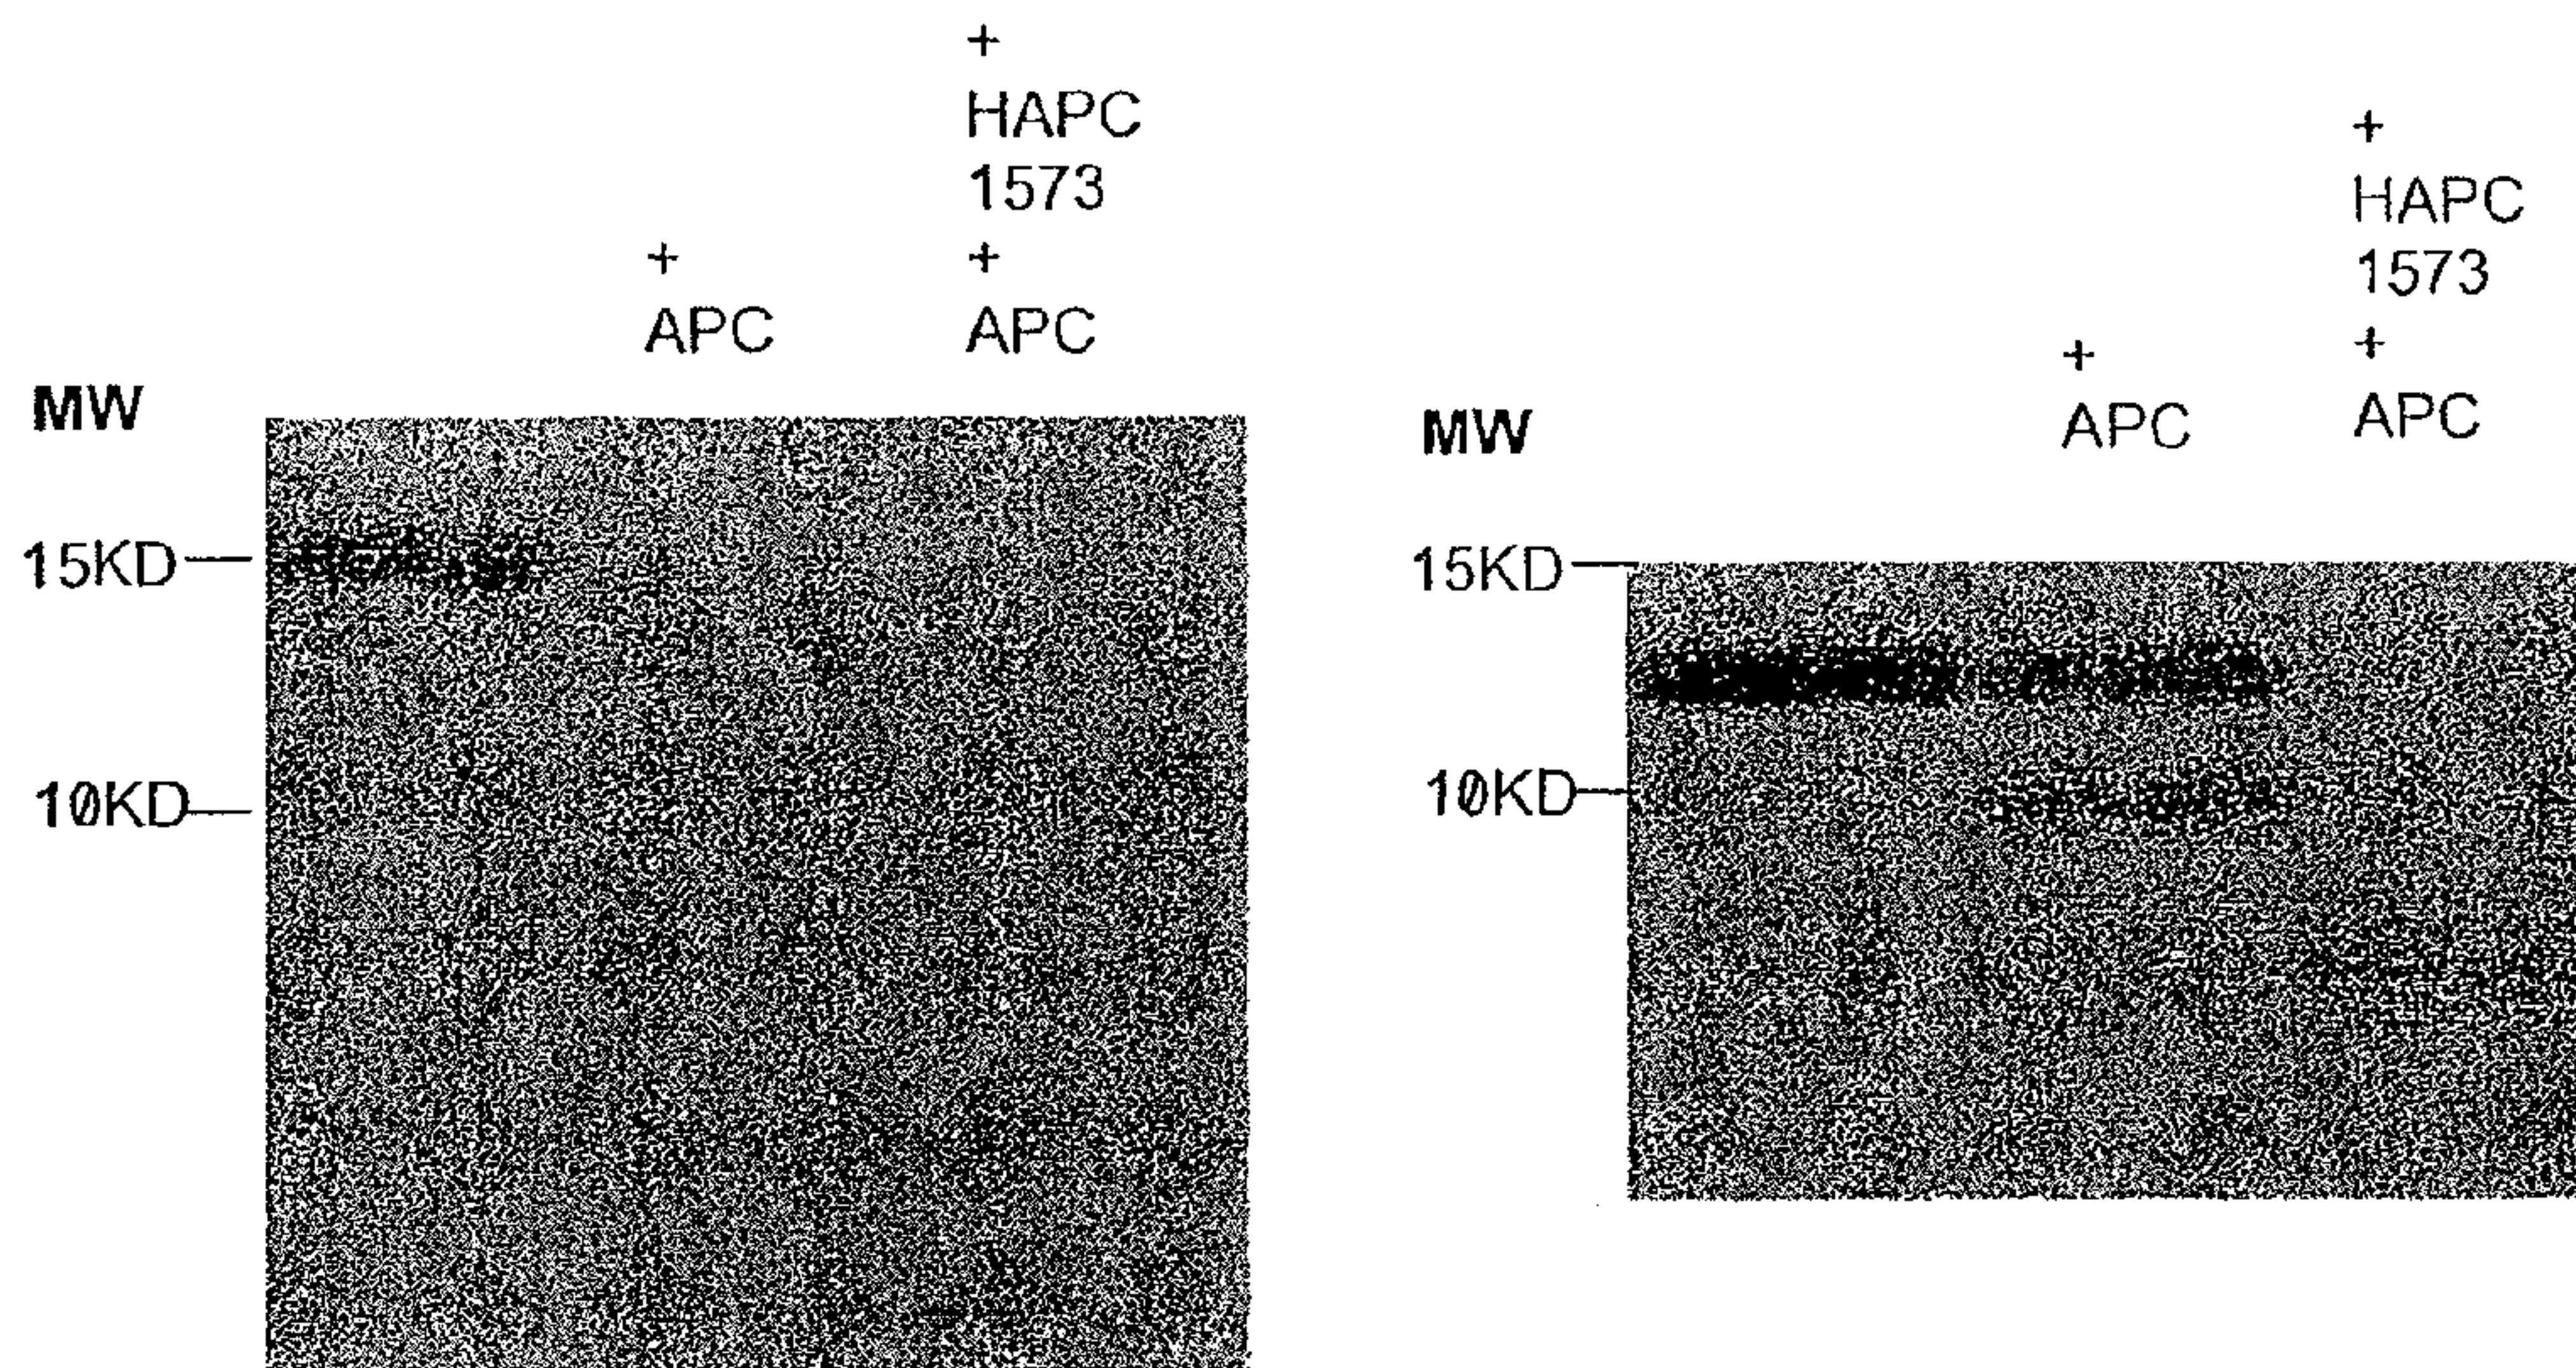 +
HAPC
1573
+
APC
+
APC
MW
15KD
10KD
+
HAPC
1573
+
APC
+
APC
MW
15KD
10KD